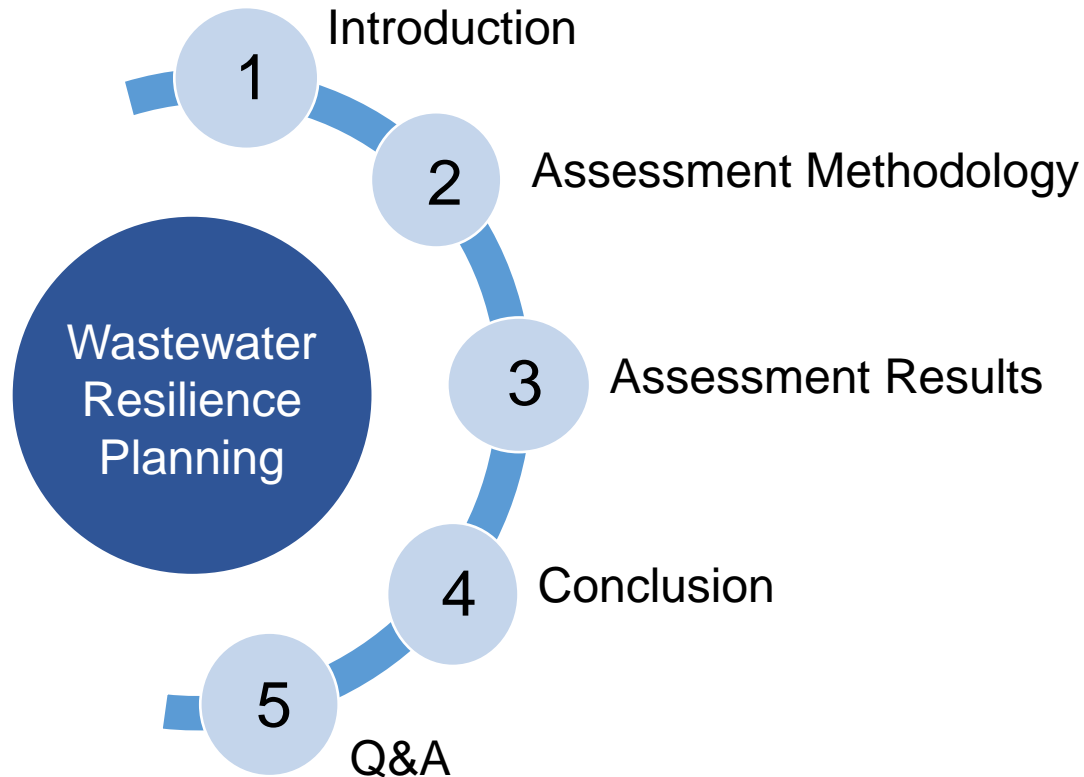 1 Introduction
2 Assessment Methodology
Wastewater
Resilience
Planning
3 Assessment Results
4 Conclusion
5 Q&A